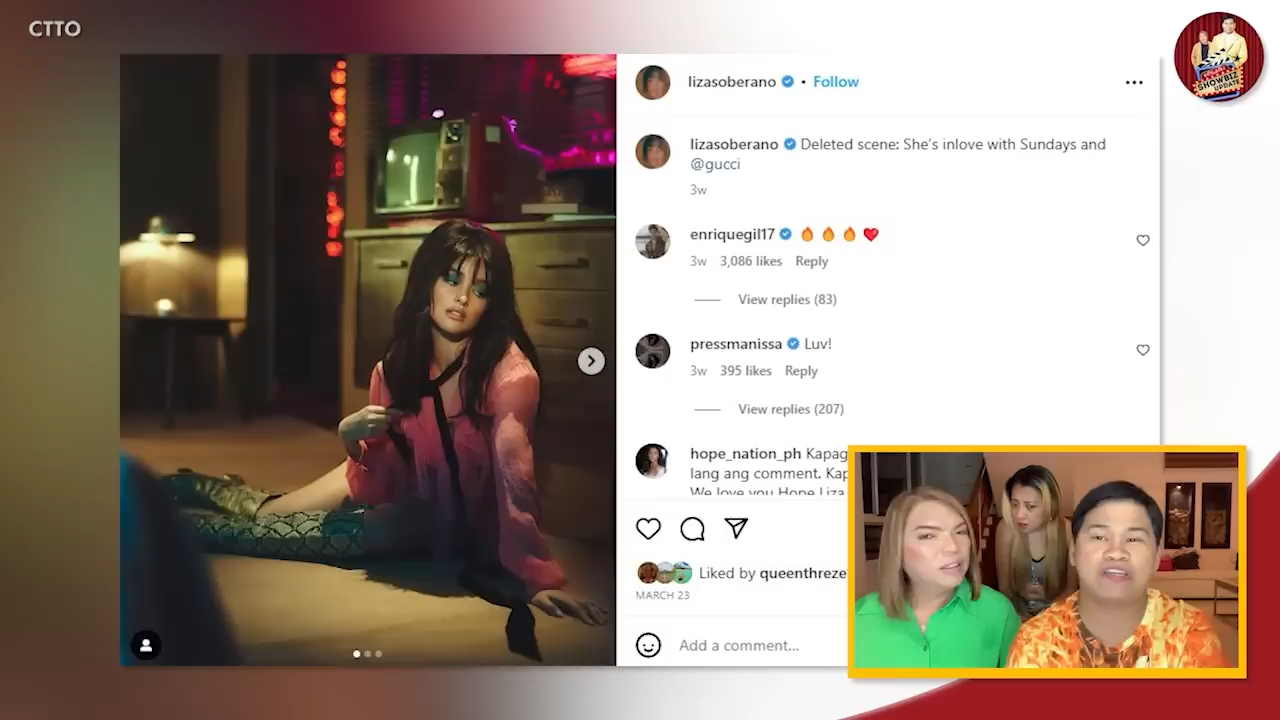 CTTO
SHOWBIZ
UPDATE
lizasoberano • Follow
lizasoberano Deleted scene: She's inlove with Sundays and
@gucci
3w
enriquegil17 🔥 🔥 🔥 ❤️
3w 3,086 likes Reply
View replies (83)
pressmanissa Luv!
3w 395 likes Reply
View replies (207)
hope_nation_ph Kapag
lang ang comment. Kap
We love you Hope Liza
Liked by queenthreze
MARCH 23
Add a comment...